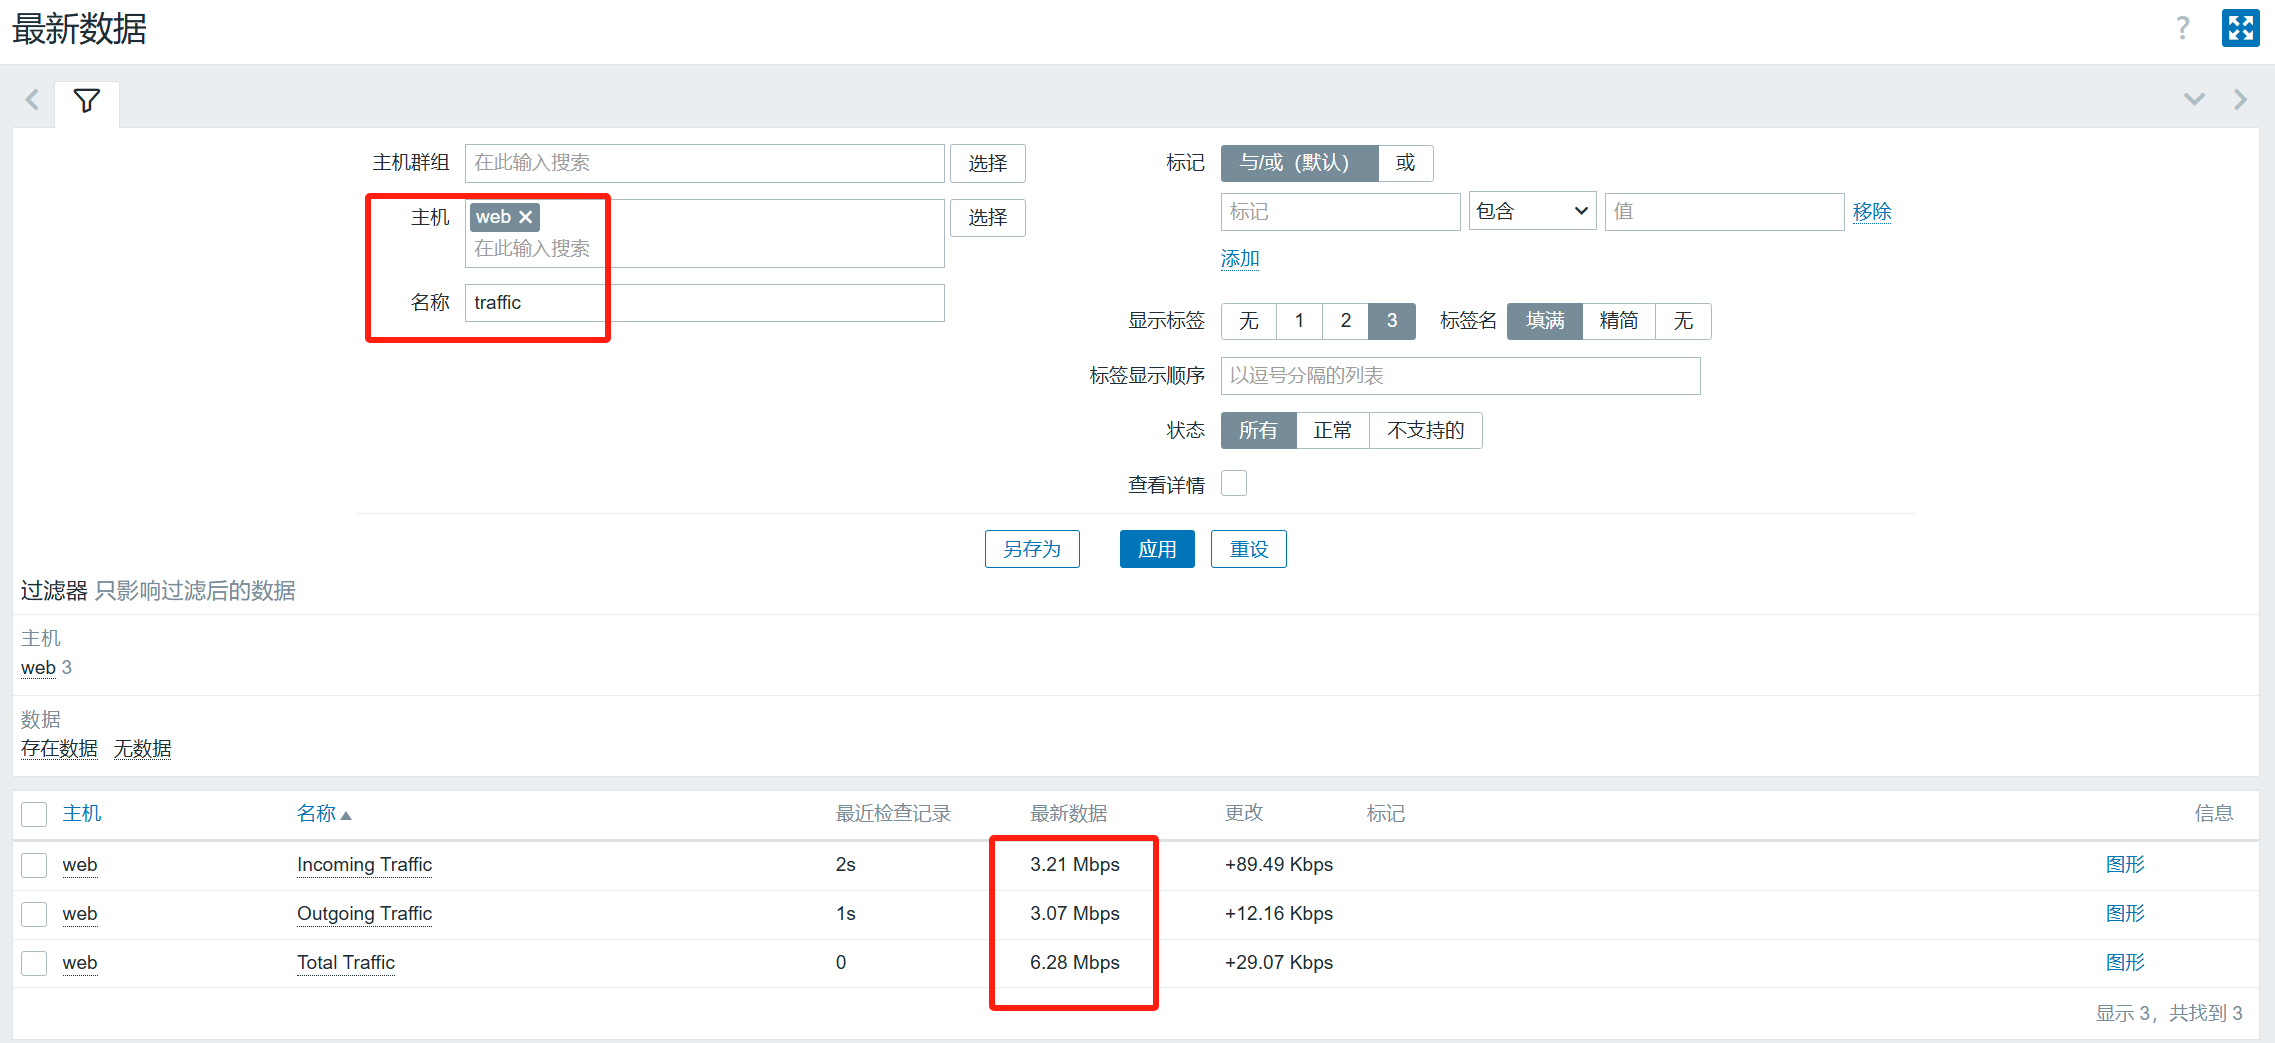 最新数据
?
主机群组 在此输入搜索 选择
主机 web 在此输入搜索 选择
名称 traffic
标记 与/或（默认） 或
标记 包含 值 移除
添加
显示标签 无 1 2 3 标签名 填满 精简 无
标签显示顺序 以逗号分隔的列表
状态 所有 正常 不支持的
查看详情
另存为 应用 重设
过滤器 只影响过滤后的数据
主机
web 3
数据
存在数据 无数据
主机 名称 最近检查记录 最新数据 更改 标记 信息
web Incoming Traffic 2s 3.21 Mbps +89.49 Kbps 图形
web Outgoing Traffic 1s 3.07 Mbps +12.16 Kbps 图形
web Total Traffic 0 6.28 Mbps +29.07 Kbps 图形
显示 3，共找到 3